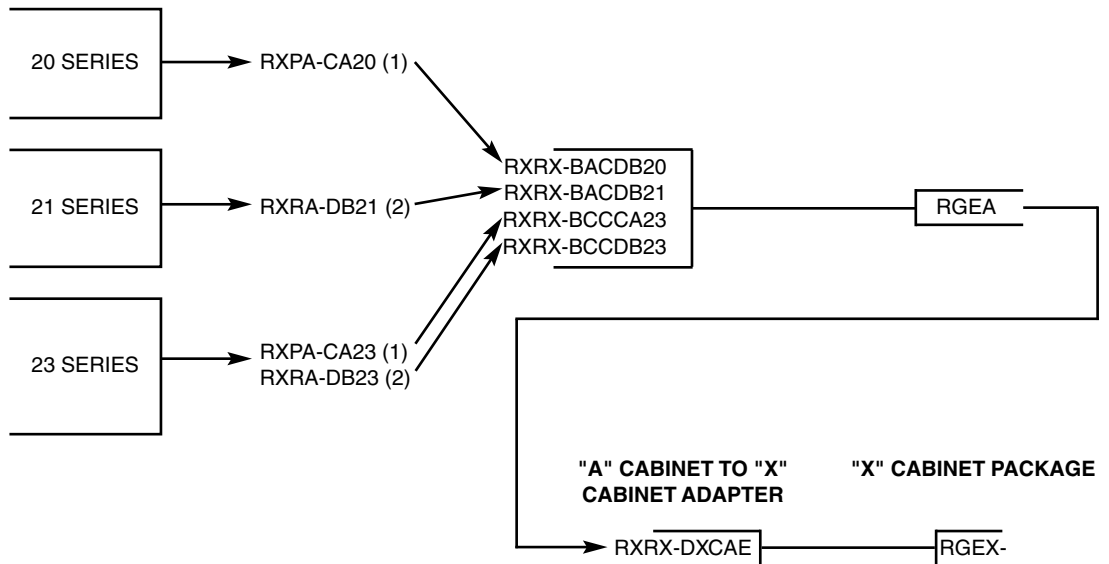 20 SERIES
RXPA-CA20 (1)
21 SERIES
RXRA-DB21 (2)
23 SERIES
RXPA-CA23 (1)
RXRA-DB23 (2)
RXRX-BACDB20
RXRX-BACDB21
RXRX-BCCCA23
RXRX-BCCDB23
RGEA
"A" CABINET TO "X"
CABINET ADAPTER
RXRX-DXCAE
"X" CABINET PACKAGE
RGEX-